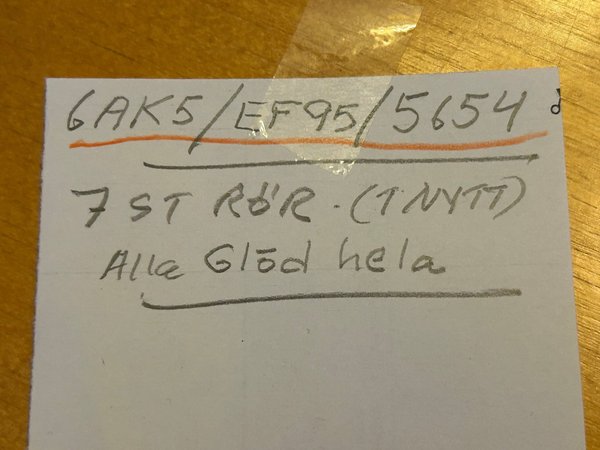 6AK5/EF95/5654
7 ST RÖR. (1 NYTT)
Alla Glöd hela